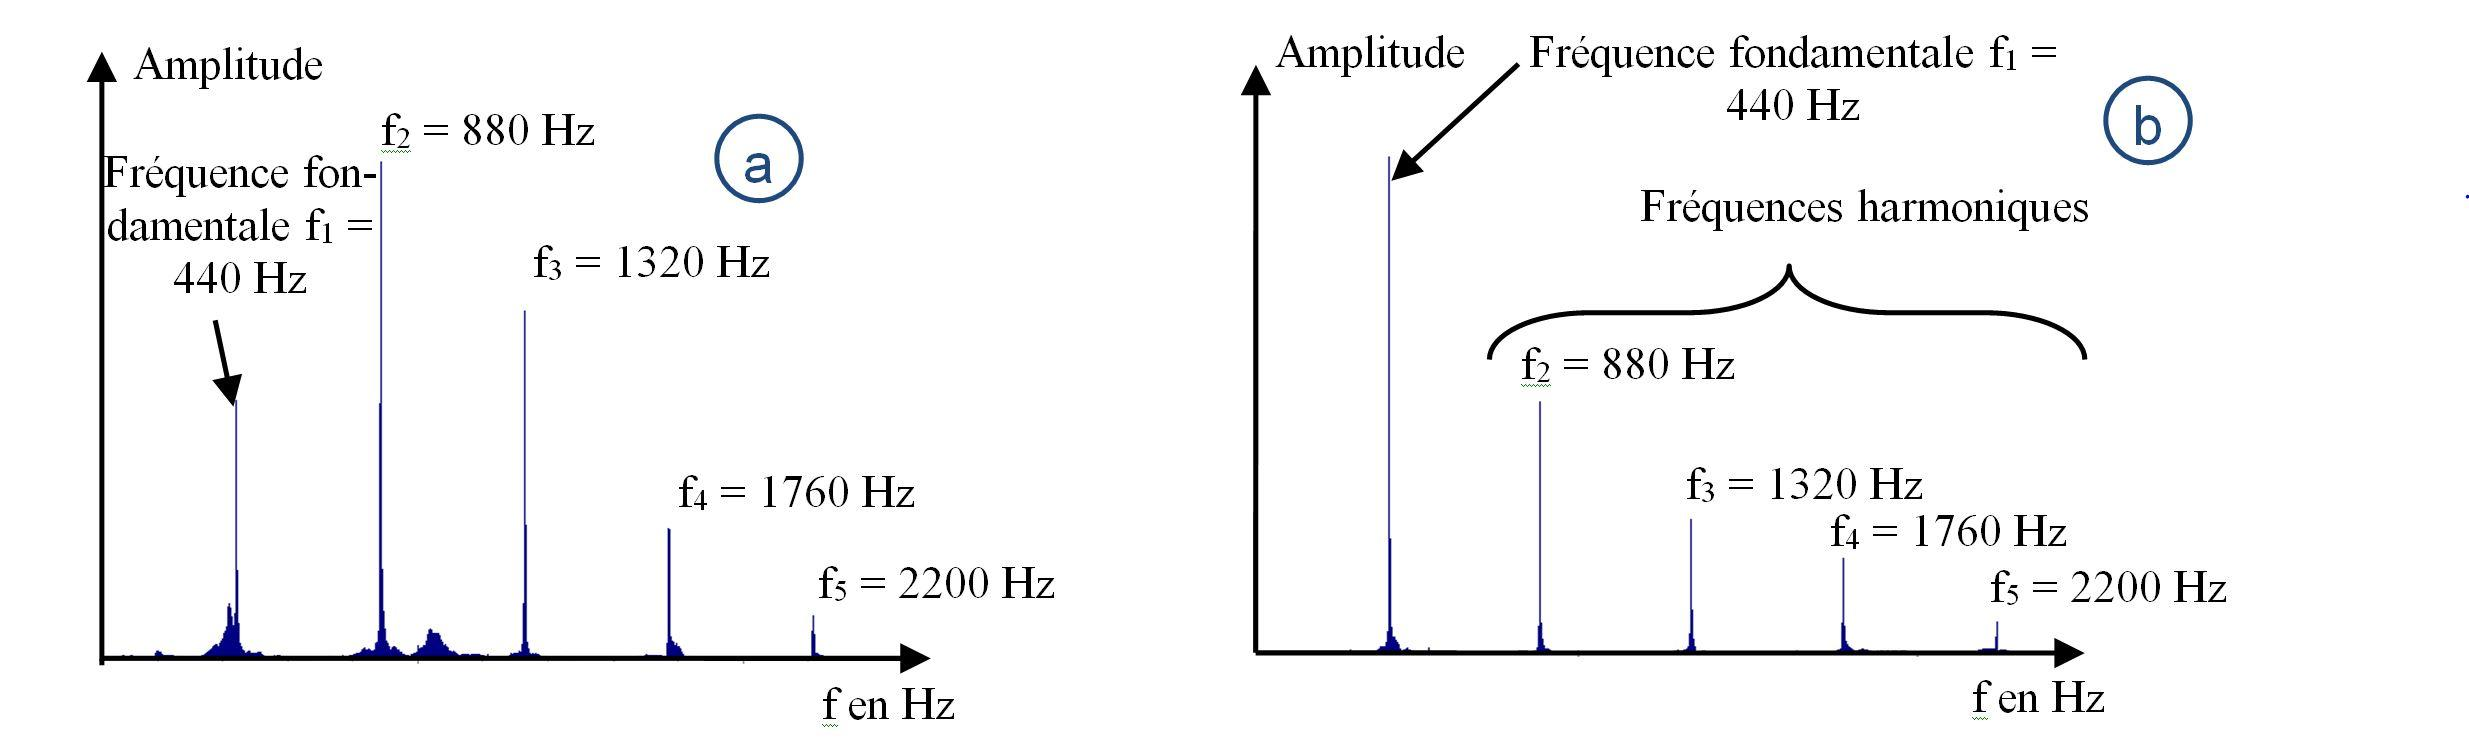 Amplitude
f₂ = 880 Hz
a
Fréquence fon-
damentale f₁ =
440 Hz
f₃ = 1320 Hz
f₄ = 1760 Hz
f₅ = 2200 Hz
f en Hz
Amplitude
Fréquence fondamentale f₁ =
440 Hz
b
Fréquences harmoniques
f₂ = 880 Hz
f₃ = 1320 Hz
f₄ = 1760 Hz
f₅ = 2200 Hz
f en Hz